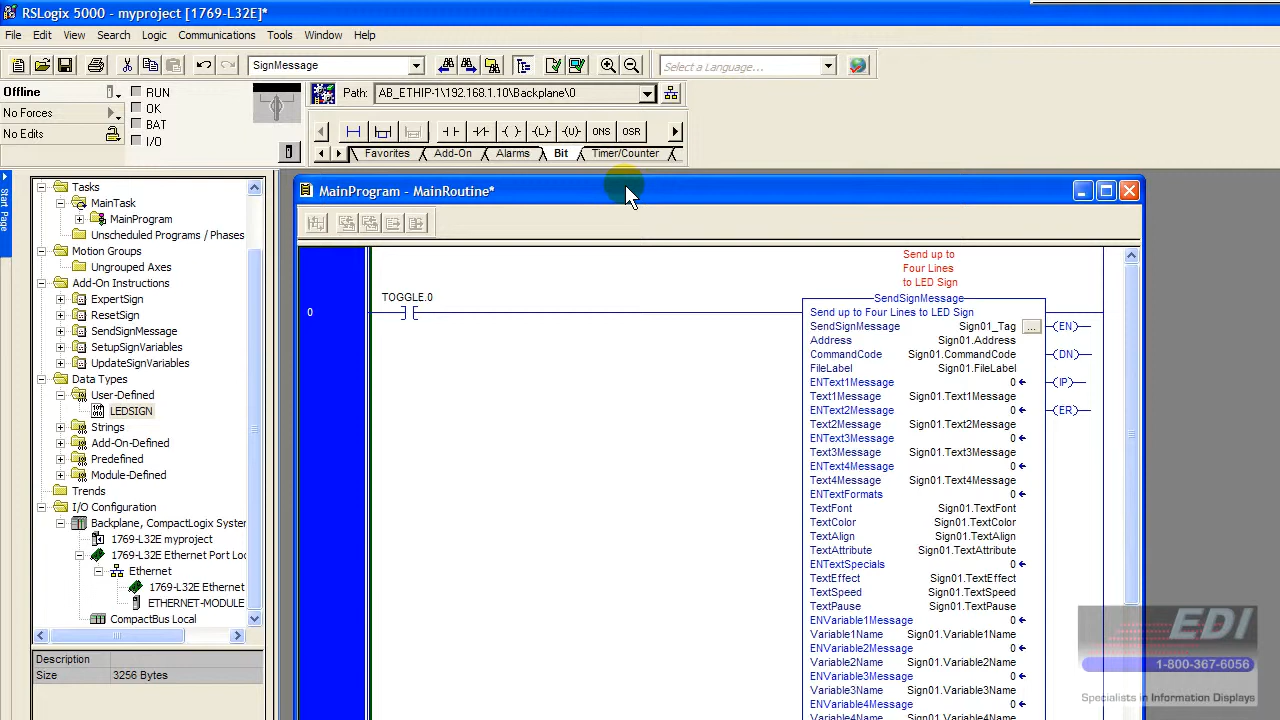 RSLogix 5000 - myproject [1769-L32E]*
File Edit View Search Logic Communications Tools Window Help
SignMessage
Select a Language...
Offline
RUN
No Forces
OK
No Edits
BAT
I/O
Path: AB_ETHIP-1\192.168.1.10\Backplane\0
ONS OSR
Favorites Add-On Alarms Bit Timer/Counter
Start Page
Tasks
MainTask
MainProgram
Unscheduled Programs / Phases
Motion Groups
Ungrouped Axes
Add-On Instructions
ExpertSign
ResetSign
SendSignMessage
SetupSignVariables
UpdateSignVariables
Data Types
User-Defined
LEDSIGN
Strings
Add-On-Defined
Predefined
Module-Defined
Trends
I/O Configuration
Backplane, CompactLogix System
1769-L32E myproject
1769-L32E Ethernet Port Loc
Ethernet
1769-L32E Ethernet
ETHERNET-MODULE
CompactBus Local
Description
Size 3256 Bytes
MainProgram - MainRoutine*
0
TOGGLE.0
Send up to
Four Lines
to LED Sign
SendSignMessage
Send up to Four Lines to LED Sign
SendSignMessage Sign01_Tag ... (EN)
Address Sign01.Address
CommandCode Sign01.CommandCode (DN)
FileLabel Sign01.FileLabel
ENText1Message 0 (IP)
Text1Message Sign01.Text1Message
ENText2Message 0 (ER)
Text2Message Sign01.Text2Message
ENText3Message 0
Text3Message Sign01.Text3Message
ENText4Message 0
Text4Message Sign01.Text4Message
ENTextFormats 0
TextFont Sign01.TextFont
TextColor Sign01.TextColor
TextAlign Sign01.TextAlign
TextAttribute Sign01.TextAttribute
ENTextSpecials 0
TextEffect Sign01.TextEffect
TextSpeed Sign01.TextSpeed
TextPause Sign01.TextPause
ENVariable1Message 0
Variable1Name Sign01.Variable1Name
ENVariable2Message 0
Variable2Name Sign01.Variable2Name
ENVariable3Message 0
Variable3Name Sign01.Variable3Name
ENVariable4Message 0
Variable4Name Sign01.Variable4Name
EDI
1-800-367-6056
Specialists in Information Displays